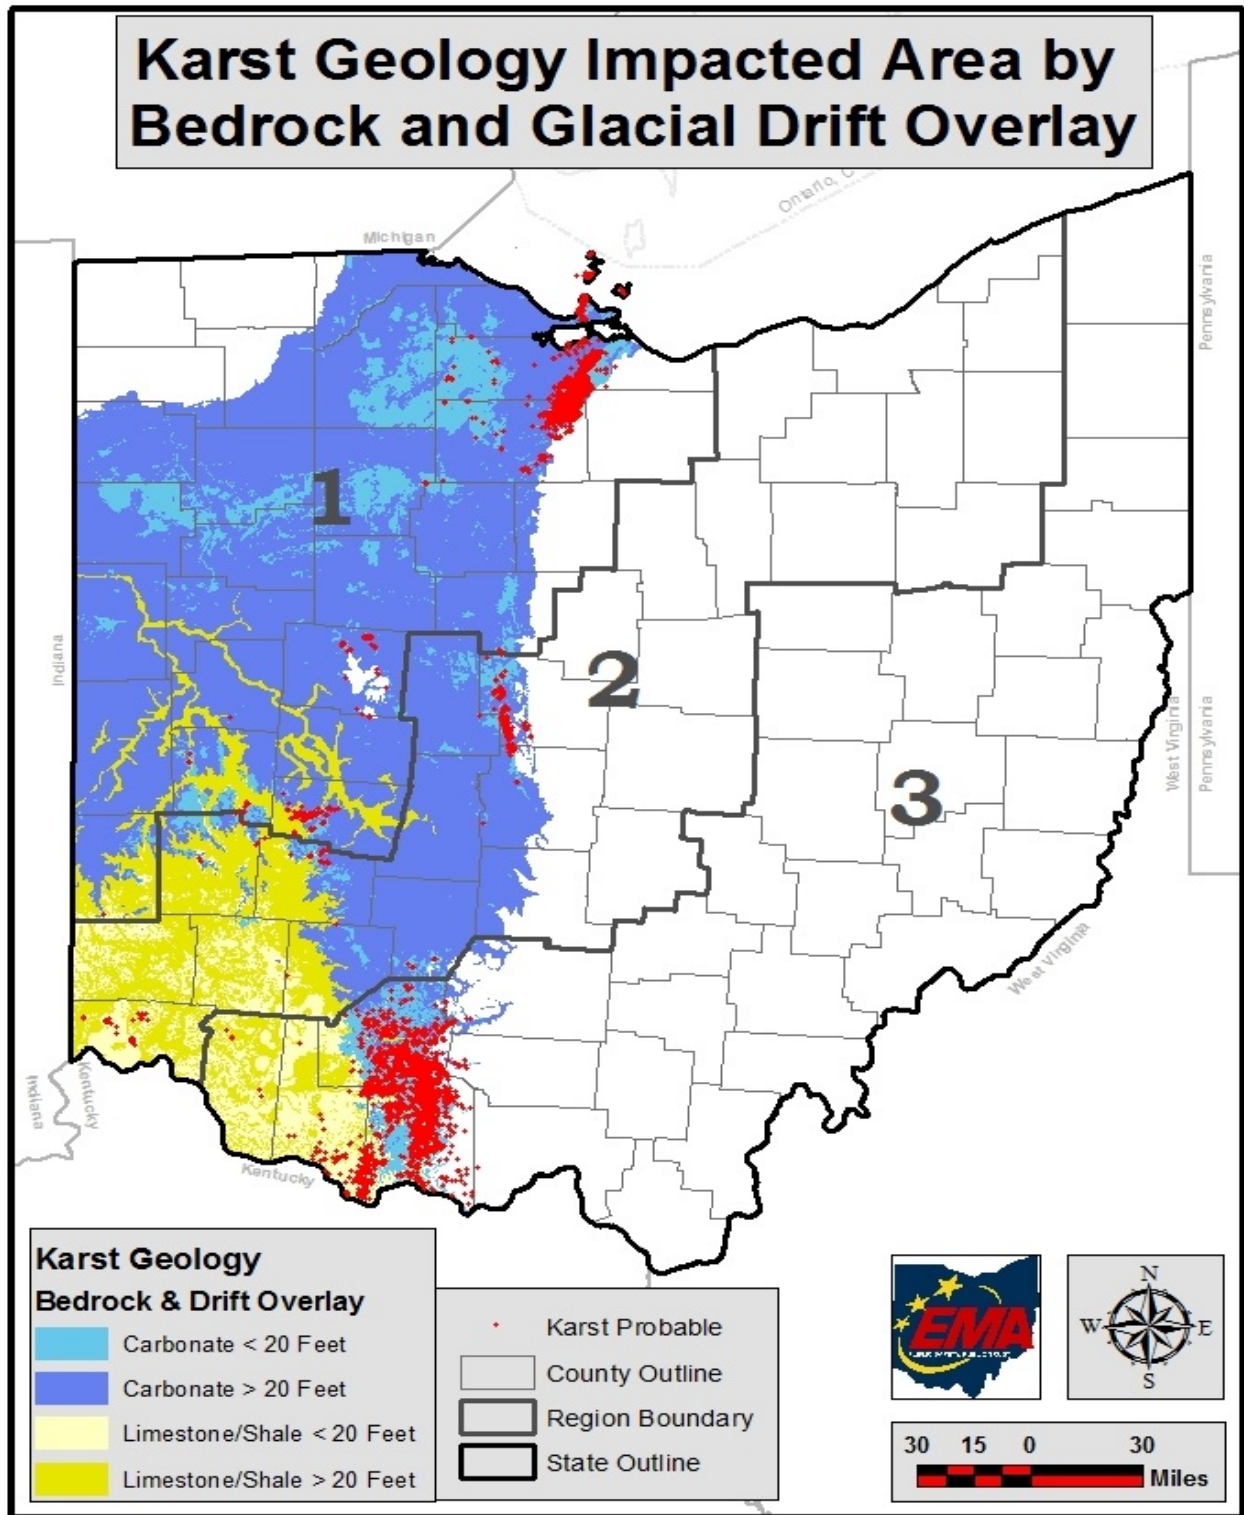 Karst Geology Impacted Area by
Bedrock and Glacial Drift Overlay
Ontario, C
Michigan
Pennsylvania
1
Indiana
2
West Virginia
Pennsylvania
3
West Virginia
Indiana
Kentucky
Kentucky
Karst Geology
Bedrock & Drift Overlay
Carbonate < 20 Feet
Carbonate > 20 Feet
Limestone/Shale < 20 Feet
Limestone/Shale > 20 Feet
Karst Probable
County Outline
Region Boundary
State Outline
EMA
N
W E
S
30 15 0 30
Miles